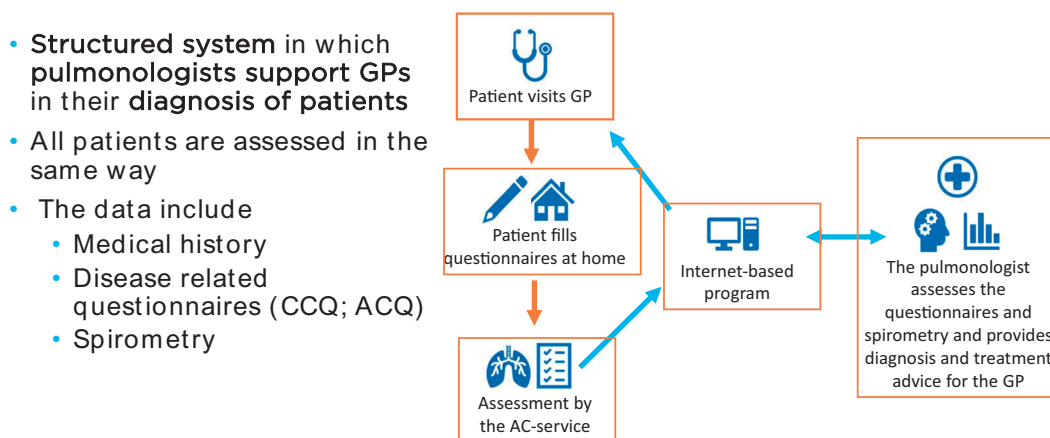 • Structured system in which
pulmonologists support GPs
in their diagnosis of patients
• All patients are assessed in the
same way
• The data include
• Medical history
• Disease related
questionnaires (CCQ; ACQ)
• Spirometry
Patient visits GP
Patient fills
questionnaires at home
Assessment by
the AC-service
Internet-based
program
The pulmonologist
assesses the
questionnaires and
spirometry and provides
diagnosis and treatment
advice for the GP